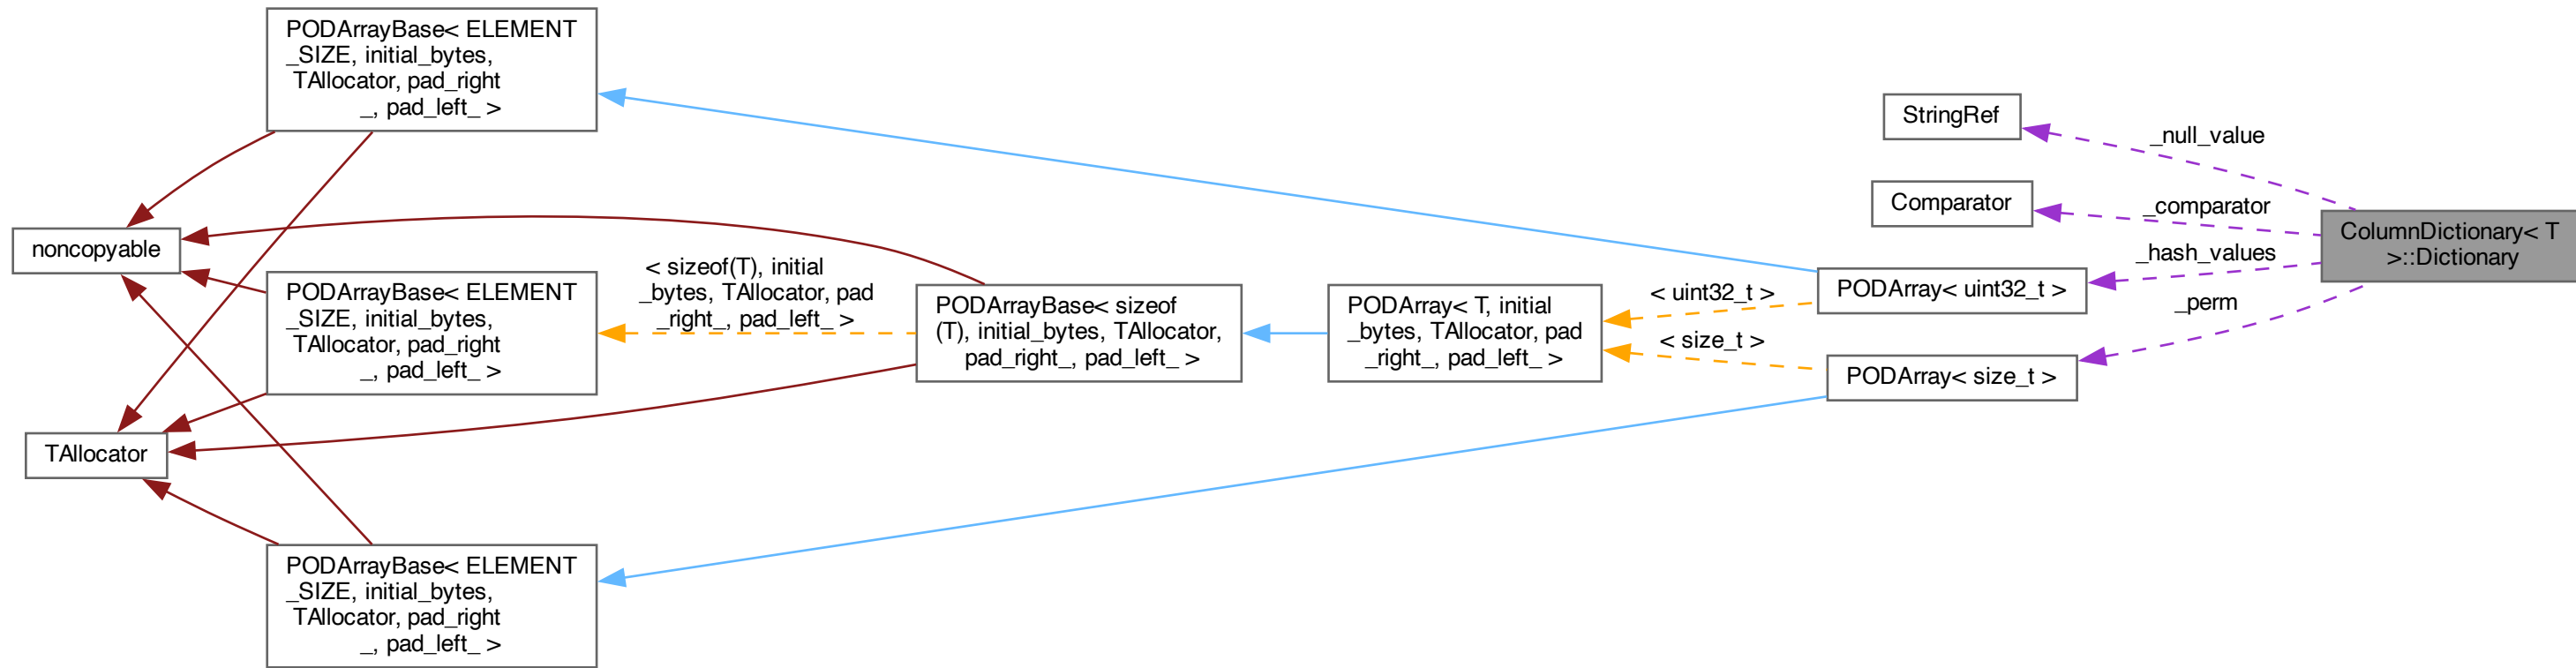 PODArrayBase< ELEMENT
_SIZE, initial_bytes,
TAllocator, pad_right
_, pad_left_ >
noncopyable
TAllocator
PODArrayBase< ELEMENT
_SIZE, initial_bytes,
TAllocator, pad_right
_, pad_left_ >
PODArrayBase< ELEMENT
_SIZE, initial_bytes,
TAllocator, pad_right
_, pad_left_ >
< sizeof(T), initial
_bytes, TAllocator, pad
_right_, pad_left_ >
PODArrayBase< sizeof
(T), initial_bytes, TAllocator,
pad_right_, pad_left_ >
PODArray< T, initial
_bytes, TAllocator, pad
_right_, pad_left_ >
< uint32_t >
< size_t >
StringRef
Comparator
PODArray< uint32_t >
PODArray< size_t >
_null_value
_comparator
_hash_values
_perm
ColumnDictionary< T
>::Dictionary